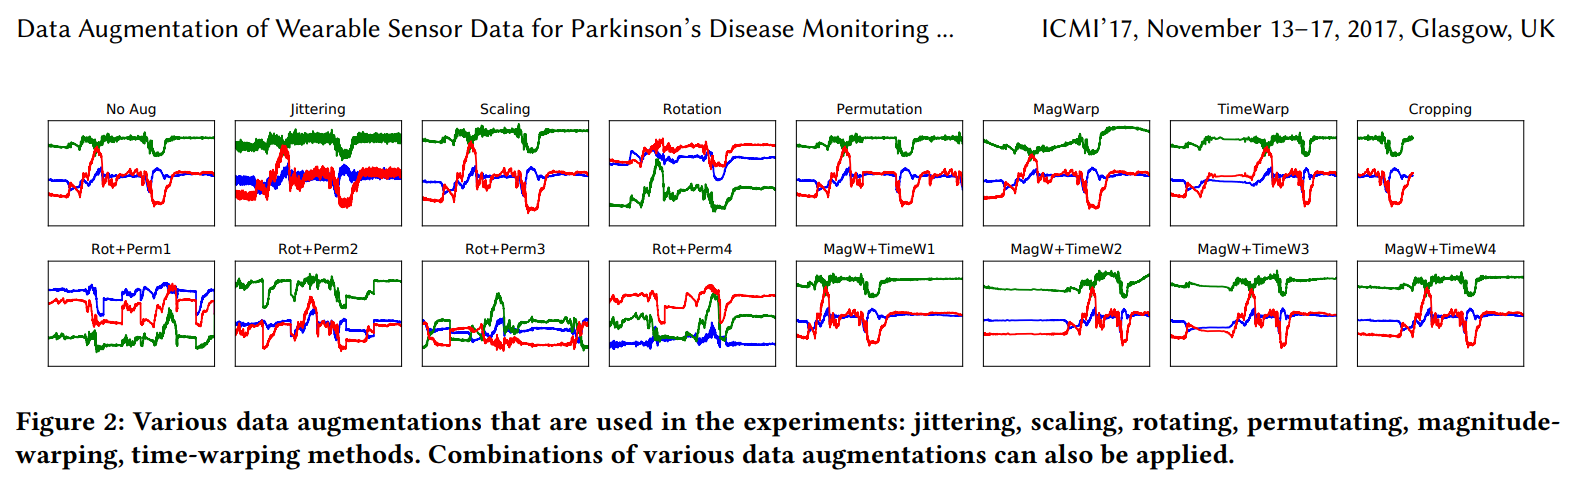 Data Augmentation of Wearable Sensor Data for Parkinson's Disease Monitoring ... ICMI'17, November 13–17, 2017, Glasgow, UK
No Aug Jittering Scaling Rotation Permutation MagWarp TimeWarp Cropping
Rot+Perm1 Rot+Perm2 Rot+Perm3 Rot+Perm4 MagW+TimeW1 MagW+TimeW2 MagW+TimeW3 MagW+TimeW4
Figure 2: Various data augmentations that are used in the experiments: jittering, scaling, rotating, permutating, magnitude-
warping, time-warping methods. Combinations of various data augmentations can also be applied.